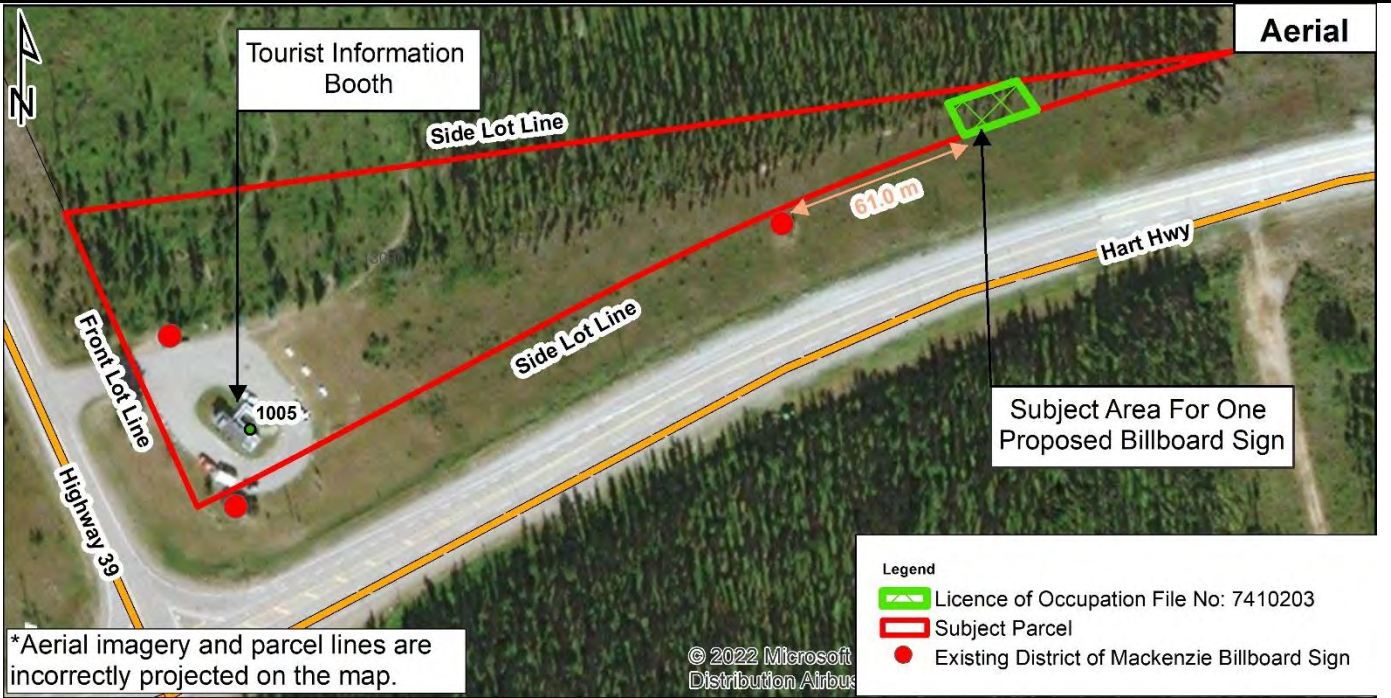 Aerial
N
Tourist Information
Booth
Side Lot Line
61.0 m
Hart Hwy
Front Lot Line
Side Lot Line
1005
Subject Area For One
Proposed Billboard Sign
Highway 39
Legend
Licence of Occupation File No: 7410203
Subject Parcel
Existing District of Mackenzie Billboard Sign
*Aerial imagery and parcel lines are
incorrectly projected on the map.
© 2022 Microsoft
Distribution Airbus